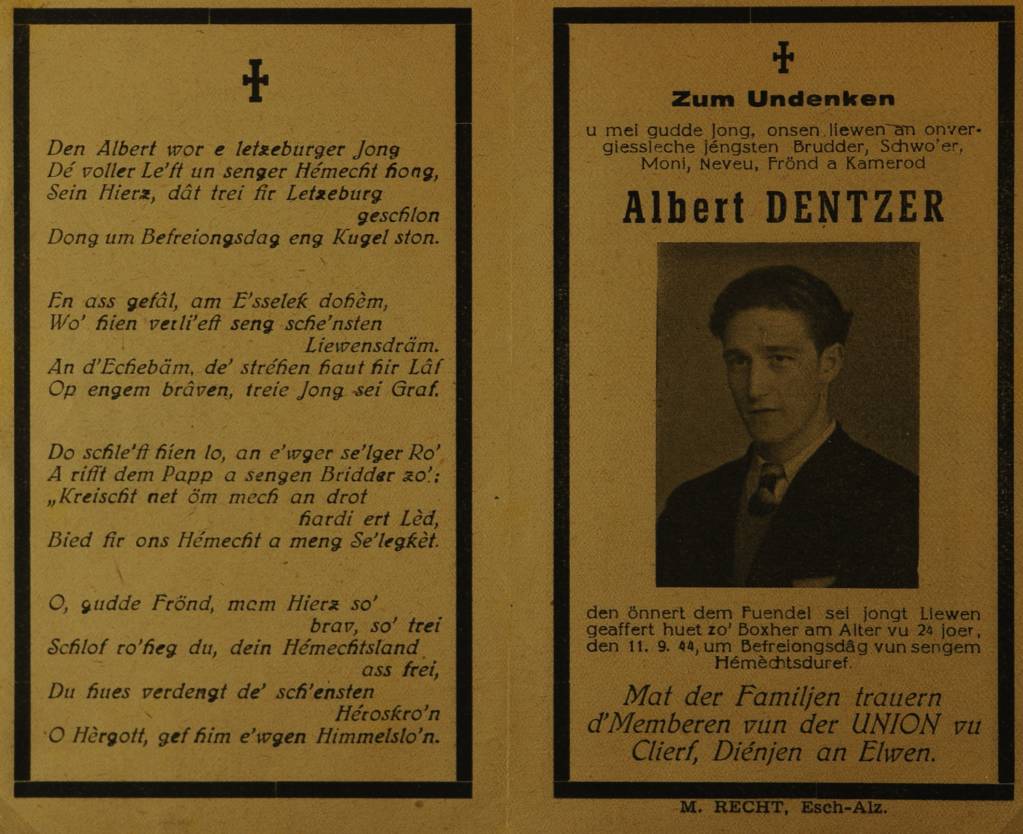 Den Albert wor e letzeburger Jong
Dé voller Le'ft un senger Hémecht hong,
Sein Hierz, dât trei fir Letzeburg
geschlon
Dong um Befreiongsdag eng Kugel ston.
En ass gefâl, am E'sselek dohèm,
Wo' hien verli'eft seng sche'nsten
Liewensdräm.
An d'Echebäm, de' stréhen haut hir Lâf
Op engem brâven, treie Jong sei Graf.
Do schle'ft hien lo, an e'wger se'lger Ro'
A rifft dem Papp a sengen Bridder zo':
„Kreischt net öm mech an drot
hardi ert Lèd,
Bied fir ons Hémecht a meng Se'legkèt.
O, gudde Frönd, mam Hierz so'
brav, so' trei
Schlof ro'heg du, dein Hémechtsland
ass frei,
Du hues verdengt de' sch'ensten
Héroskro'n
O Hèrgott, gef him e'wgen Himmelslo'n.
Zum Undenken
u mei gudde Jong, onsen liewen an onver-
giessleche jéngsten Brudder, Schwo'er,
Moni, Neveu, Frönd a Kamerod
Albert DENTZER
den önnert dem Fuendel sei jongt Liewen
geaffert huet zo' Boxher am Alter vu 24 Joer,
den 11. 9. 44, um Befreiongsdâg vun sengem
Hémèchtsduref.
Mat der Familjen trauern
d'Memberen vun der UNION vu
Clierf, Diénjen an Elwen.
M. RECHT, Esch-Alz.